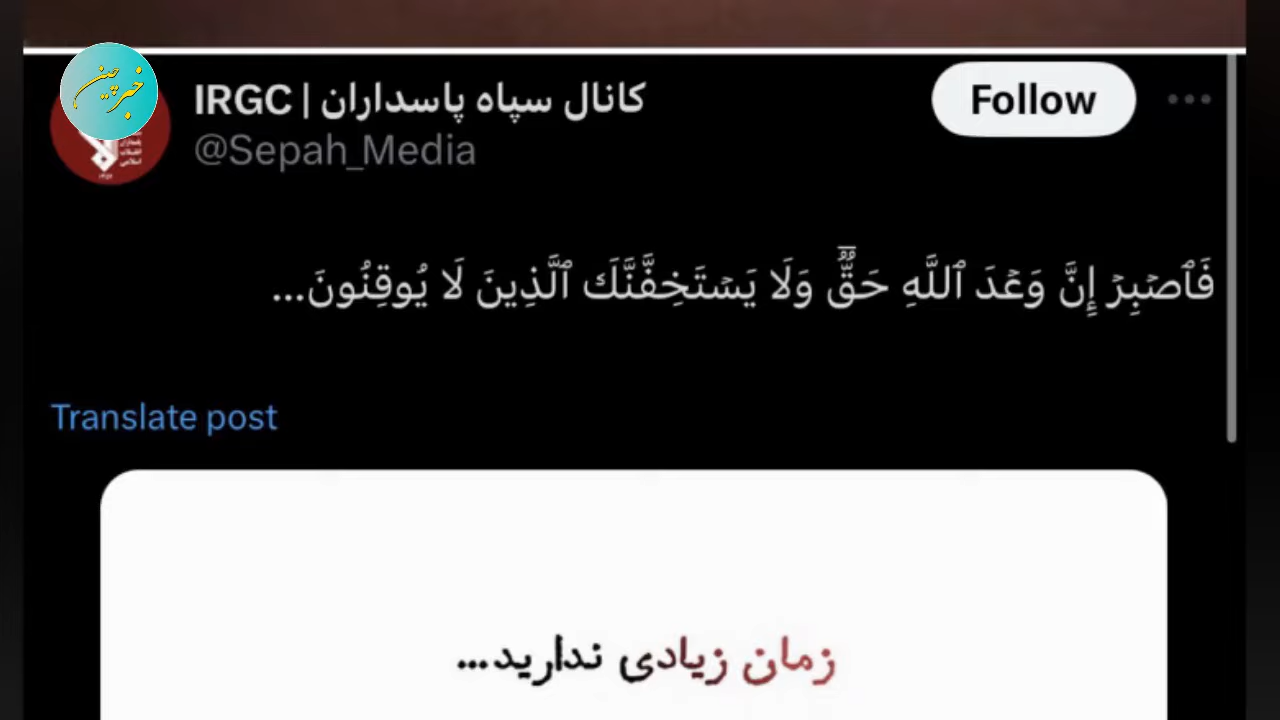 خبرچین
کانال سپاه پاسداران | IRGC
Follow
@Sepah_Media
فَٱصۡبِرۡ إِنَّ وَعۡدَ ٱللَّهِ حَقٌّۖ وَلَا يَسۡتَخِفَّنَّكَ ٱلَّذِينَ لَا يُوقِنُونَ...
Translate post
زمان زیادی ندارید...